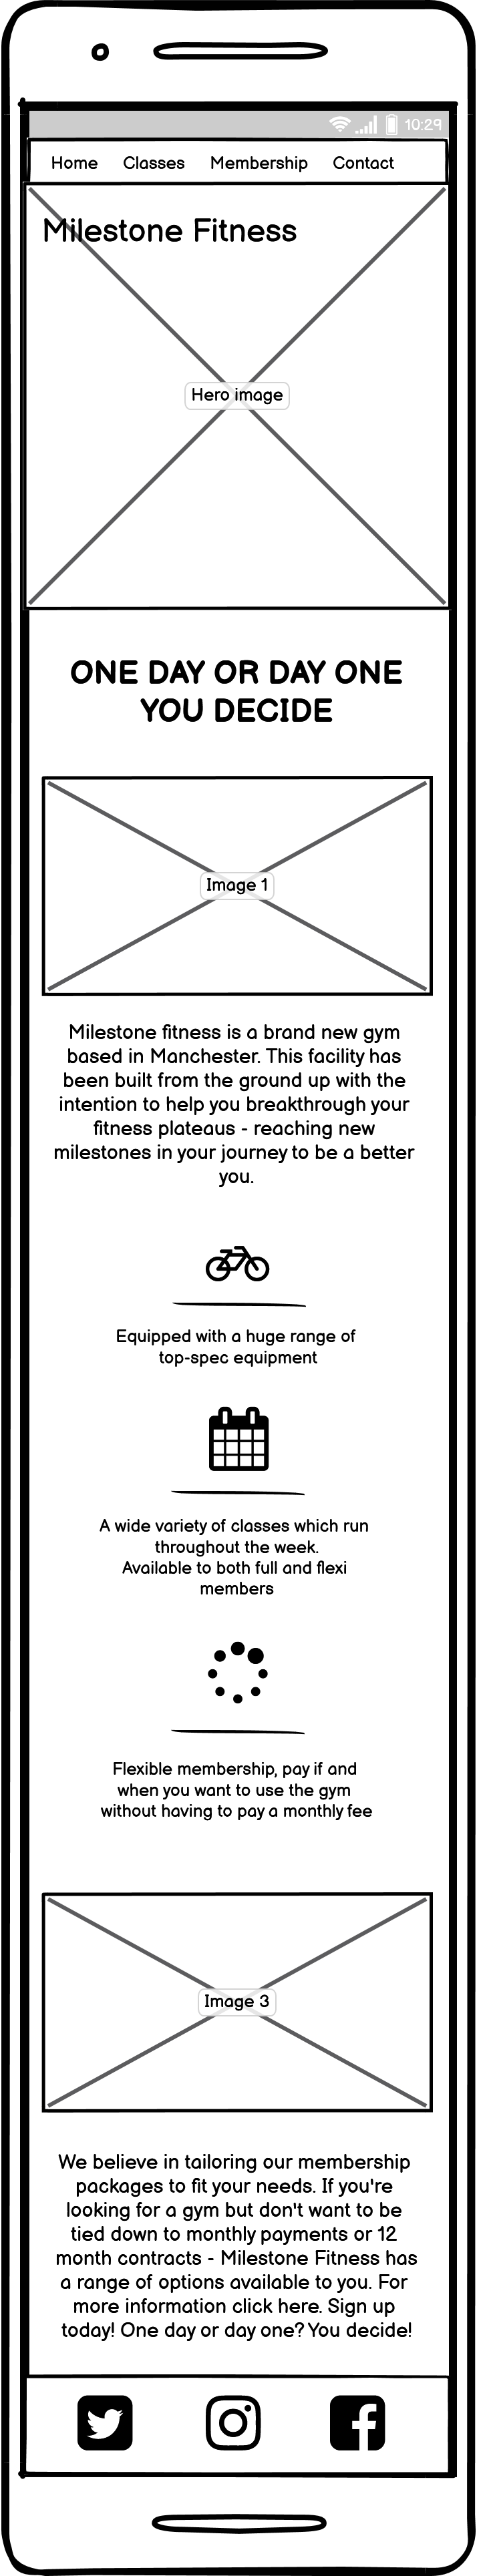 10:29
Home Classes Membership Contact
Milestone Fitness
Hero image
ONE DAY OR DAY ONE
YOU DECIDE
Image 1
Milestone fitness is a brand new gym
based in Manchester. This facility has
been built from the ground up with the
intention to help you breakthrough your
fitness plateaus - reaching new
milestones in your journey to be a better
you.
Equipped with a huge range of
top-spec equipment
A wide variety of classes which run
throughout the week.
Available to both full and flexi
members
Flexible membership, pay if and
when you want to use the gym
without having to pay a monthly fee
Image 3
We believe in tailoring our membership
packages to fit your needs. If you're
looking for a gym but don't want to be
tied down to monthly payments or 12
month contracts - Milestone Fitness has
a range of options available to you. For
more information click here. Sign up
today! One day or day one? You decide!